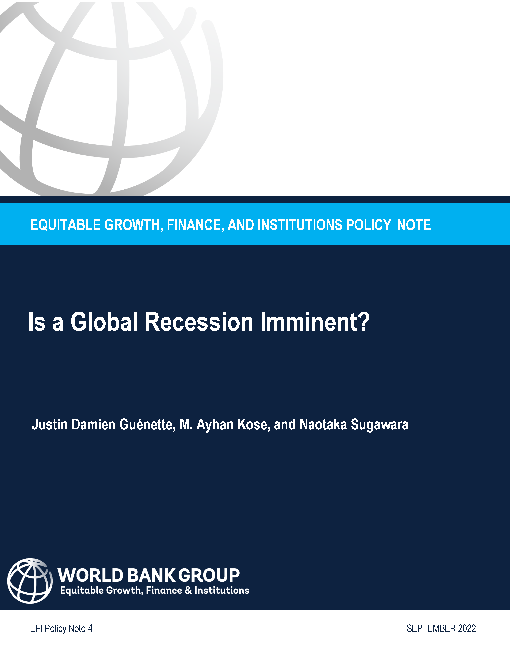 EQUITABLE GROWTH, FINANCE, AND INSTITUTIONS POLICY NOTE
Is a Global Recession Imminent?
Justin Damien Guénette, M. Ayhan Kose, and Naotaka Sugawara
WORLD BANK GROUP
Equitable Growth, Finance & Institutions
EFI Policy Note 4
SEPTEMBER 2022